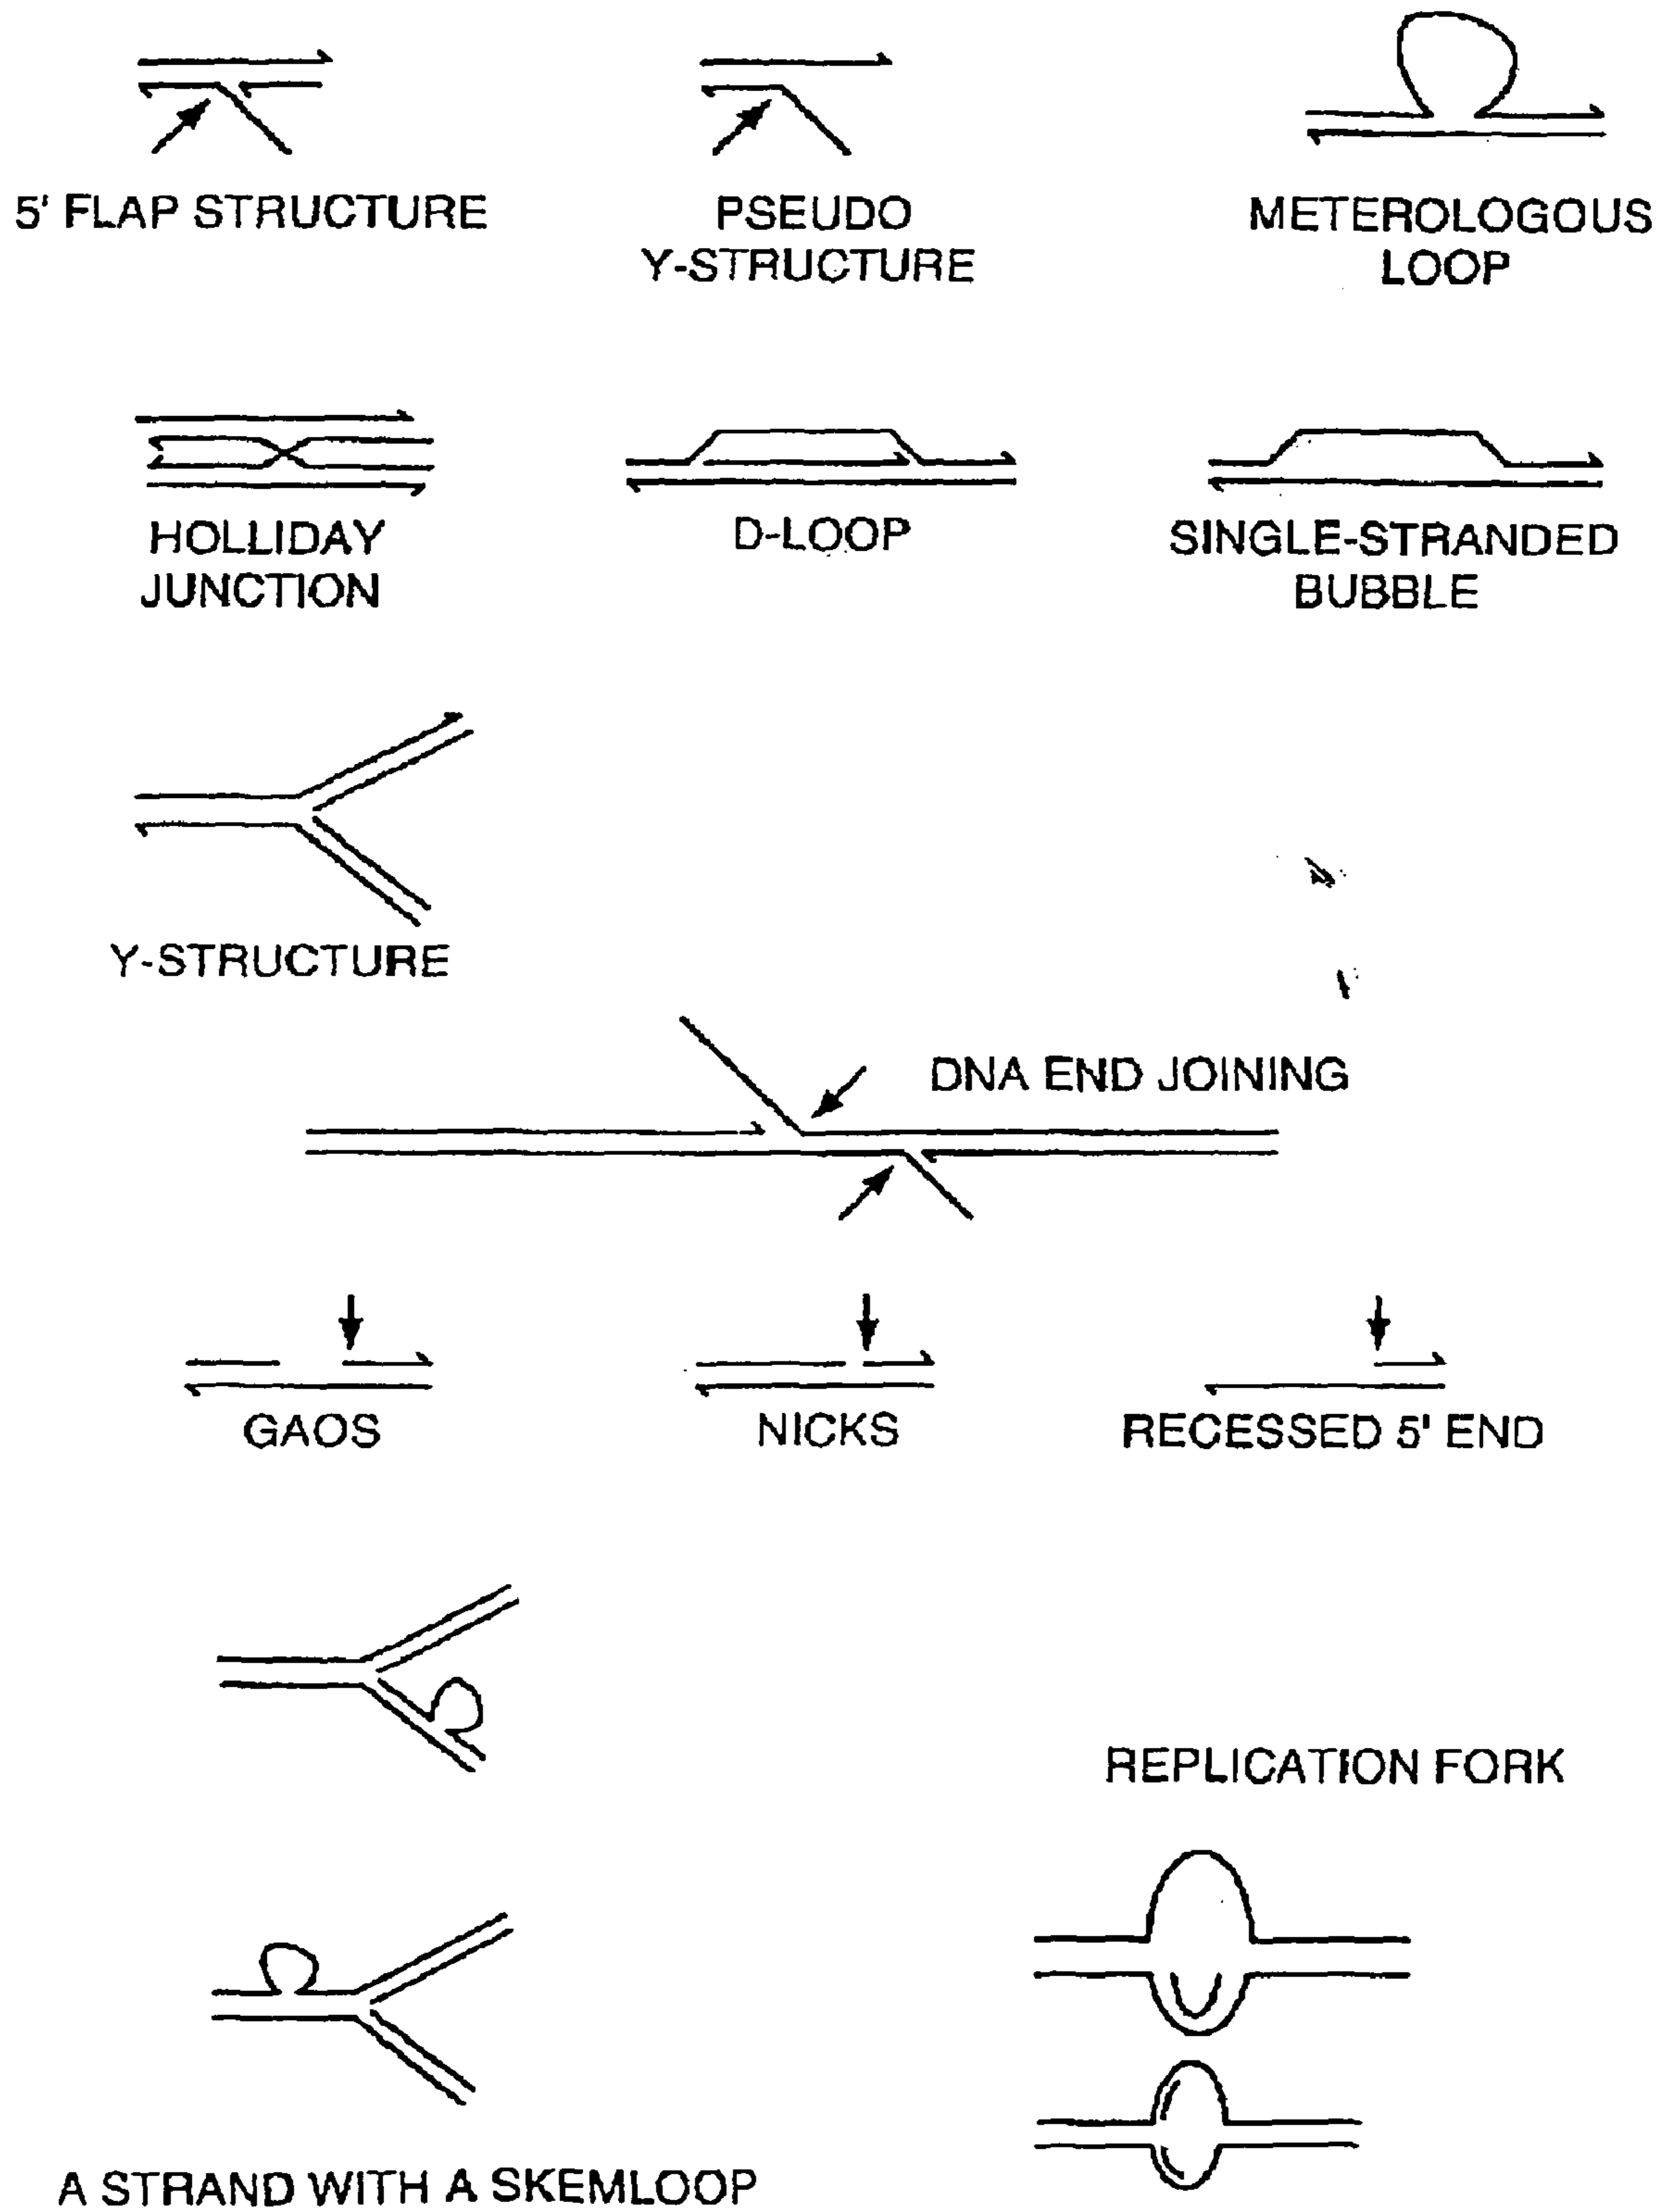 5' FLAP STRUCTURE
PSEUDO
Y-STRUCTURE
METEROLOGOUS
LOOP
HOLLIDAY
JUNCTION
D-LOOP
SINGLE-STRANDED
BUBBLE
Y-STRUCTURE
DNA END JOINING
GAOS
NICKS
RECESSED 5' END
REPLICATION FORK
A STRAND WITH A SKEMLOOP